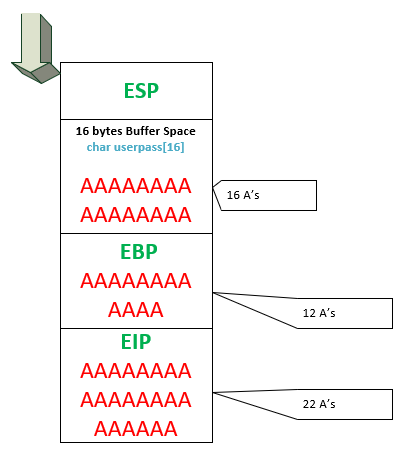 ESP
16 bytes Buffer Space
char userpass[16]
AAAAAAAA
AAAAAAAA
16 A's
EBP
AAAAAAAA
AAAA
12 A's
EIP
AAAAAAAA
AAAAAAAA
AAAAAA
22 A's